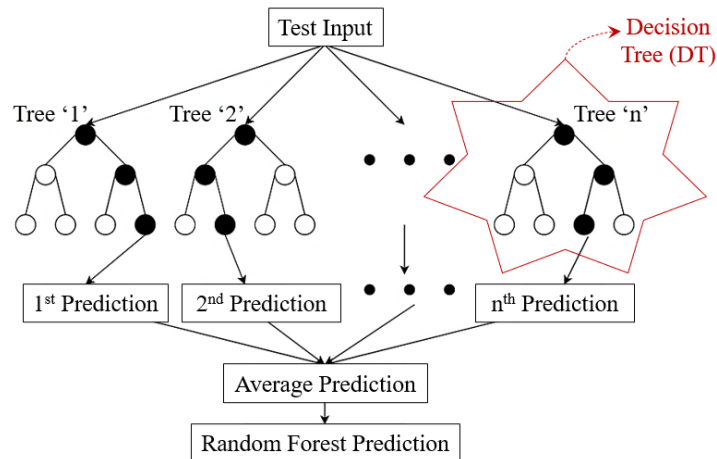 Test Input
Decision
Tree (DT)
Tree ‘1’
Tree ‘2’
Tree ‘n’
1st Prediction
2nd Prediction
nth Prediction
Average Prediction
Random Forest Prediction